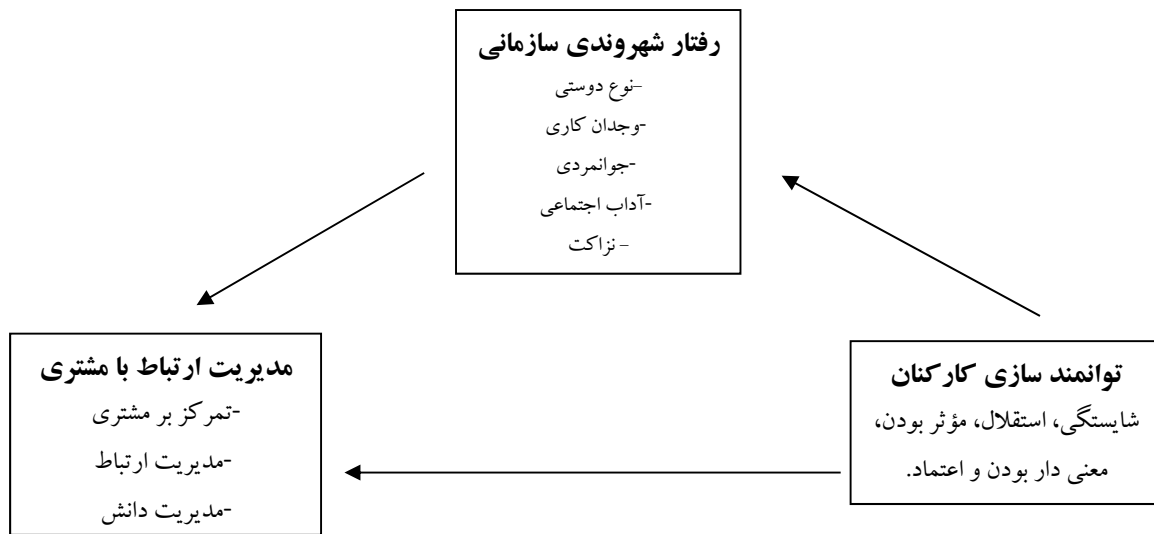 رفتار شهروندی سازمانی
-نوع دوستی
-وجدان کاری
-جوانمردی
-آداب اجتماعی
- نزاکت
توانمند سازی کارکنان
شایستگی، استقلال، مؤثر بودن،
معنی دار بودن و اعتماد.
مدیریت ارتباط با مشتری
-تمرکز بر مشتری
-مدیریت ارتباط
-مدیریت دانش